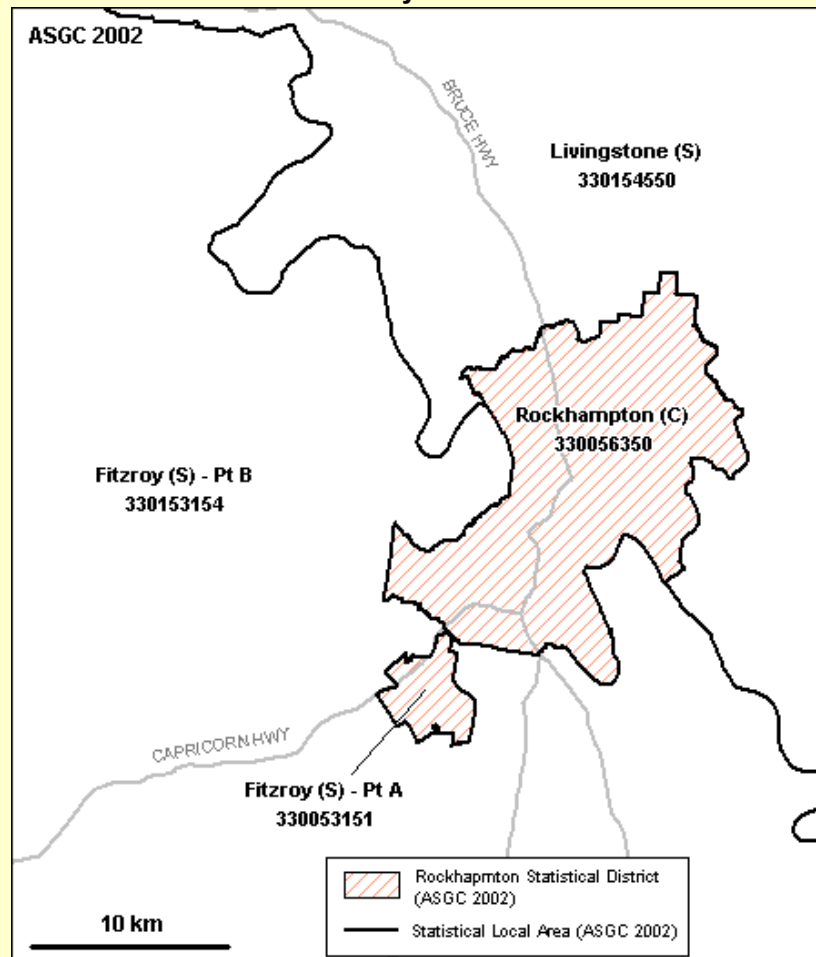 ASGC 2002
BRUCE HWY
Livingstone (S)
330154550
Rockhampton (C)
330056350
Fitzroy (S) - Pt B
330153154
CAPRICORN HWY
Fitzroy (S) - Pt A
330053151
Rockhapmton Statistical District
(ASGC 2002)
10 km
Statistical Local Area (ASGC 2002)